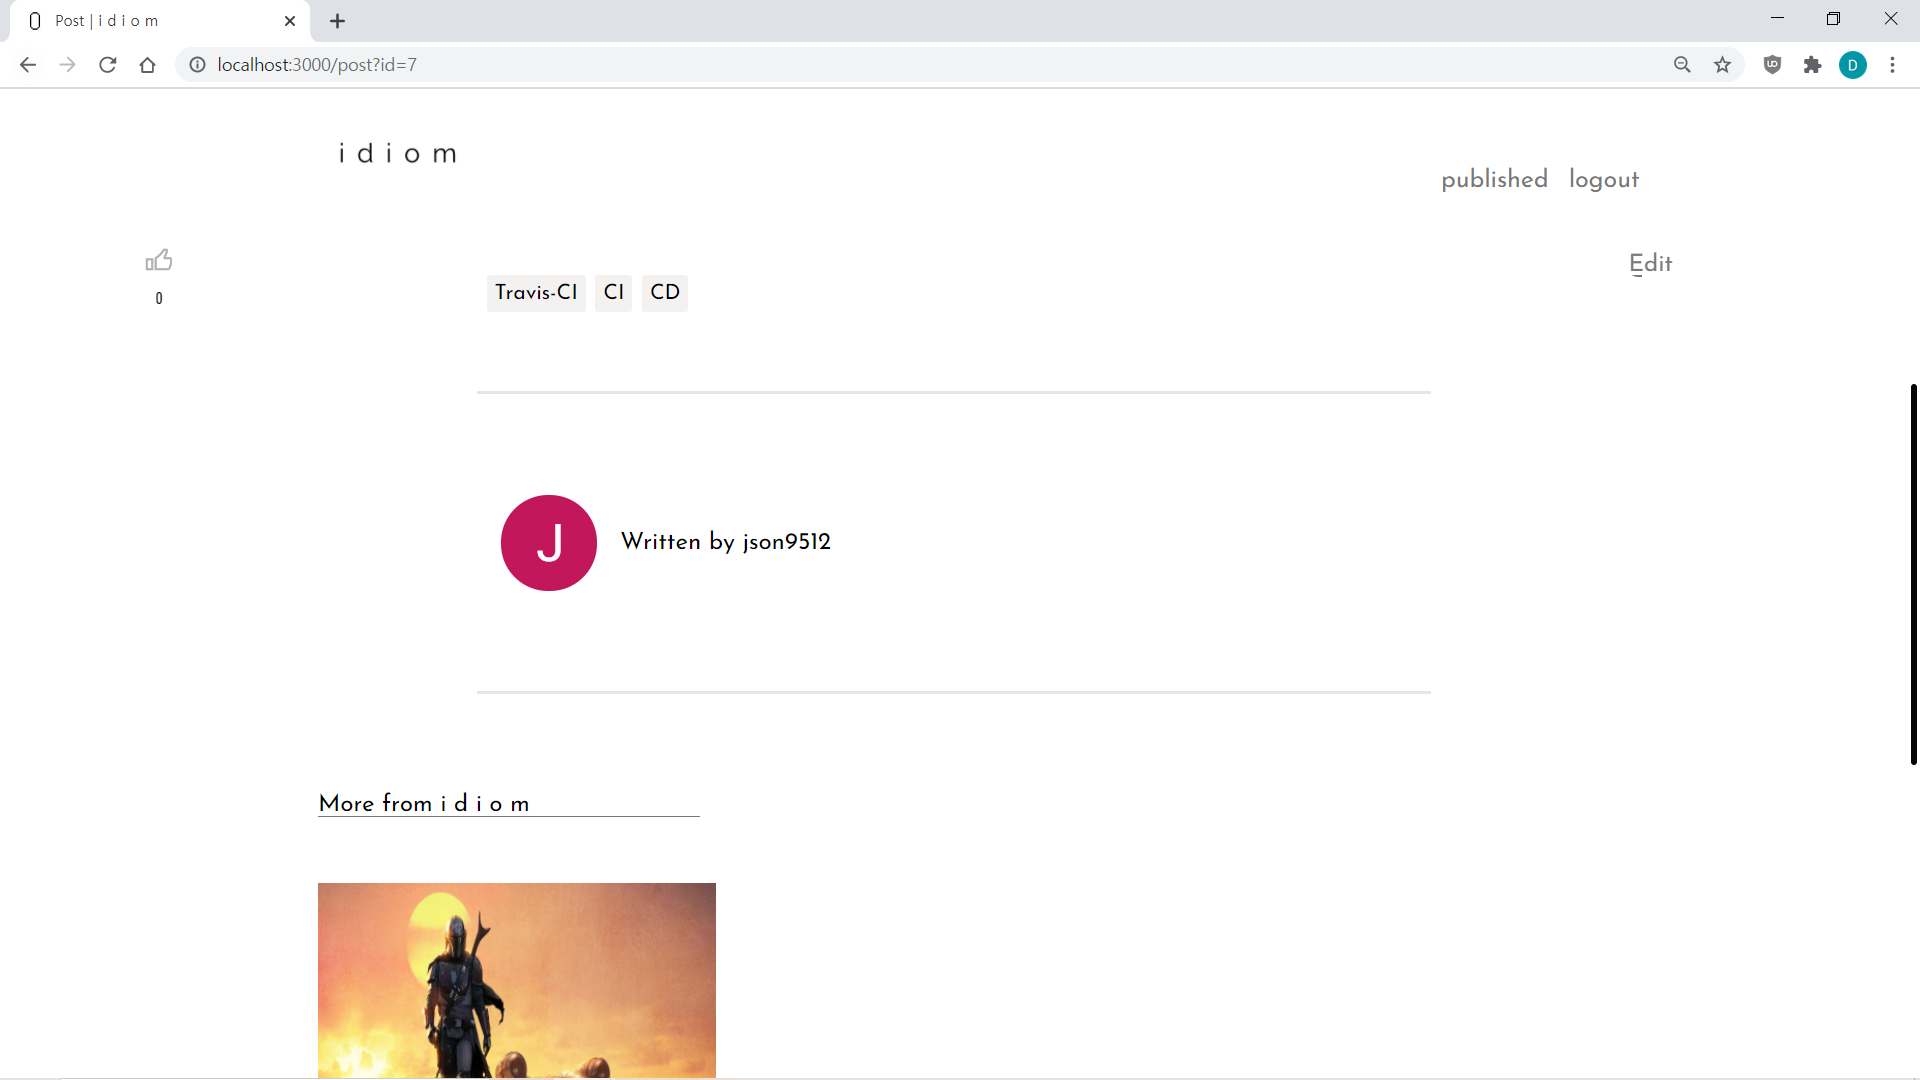 Post | i d i o m
localhost:3000/post?id=7
D
i d i o m
published logout
Edit
0
Travis-CI CI CD
J
Written by json9512
More from i d i o m